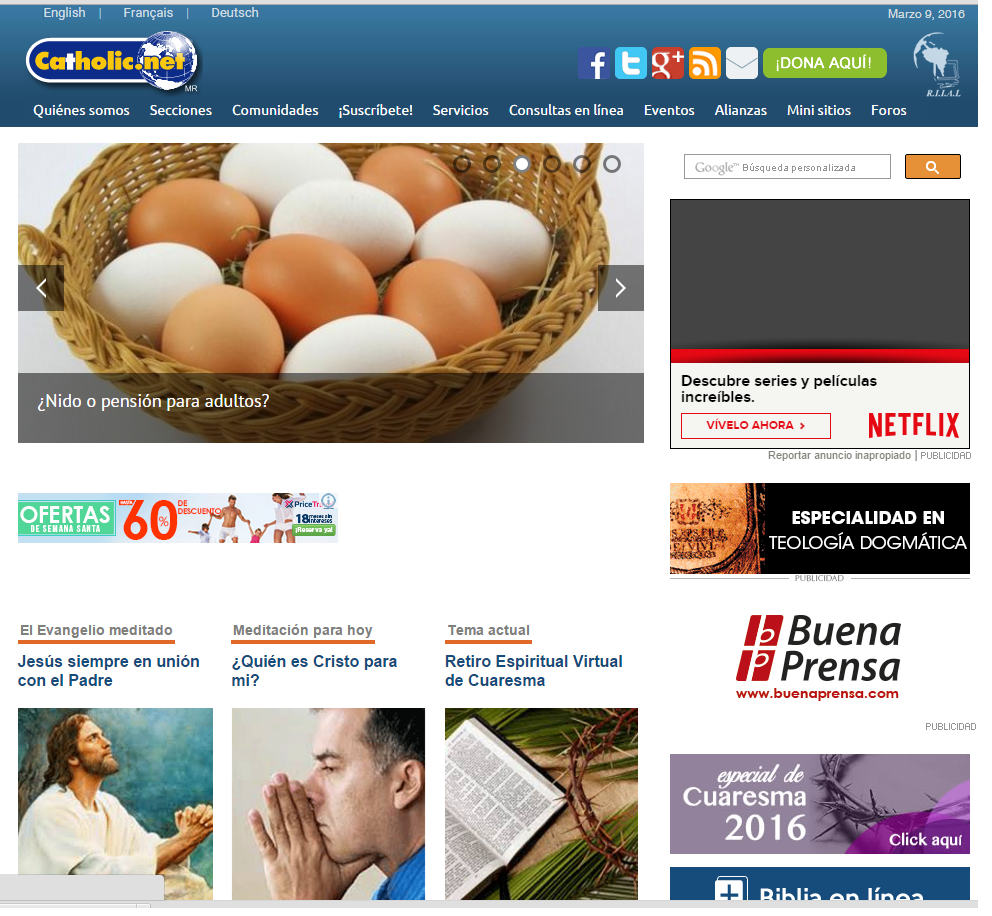 English | Français | Deutsch
Marzo 9, 2016
Catholic.net
MR
¡DONA AQUÍ!
R.I.I.A.L
Quiénes somos Secciones Comunidades ¡Suscríbete! Servicios Consultas en línea Eventos Alianzas Mini sitios Foros
Google™ Búsqueda personalizada
¿Nido o pensión para adultos?
Descubre series y películas
increíbles.
VÍVELO AHORA >
NETFLIX
Reportar anuncio inapropiado | PUBLICIDAD
OFERTAS
DE SEMANA SANTA
HASTA
60%
DE
DESCUENTO
PriceTr
18 meses sin
intereses
¡Reserva ya!
ESPECIALIDAD EN
TEOLOGÍA DOGMÁTICA
PUBLICIDAD
Buena
Prensa
www.buenaprensa.com
PUBLICIDAD
El Evangelio meditado
Jesús siempre en unión
con el Padre
Meditación para hoy
¿Quién es Cristo para
mi?
Tema actual
Retiro Espiritual Virtual
de Cuaresma
especial de
Cuaresma
2016
Click aquí
Biblia en línea